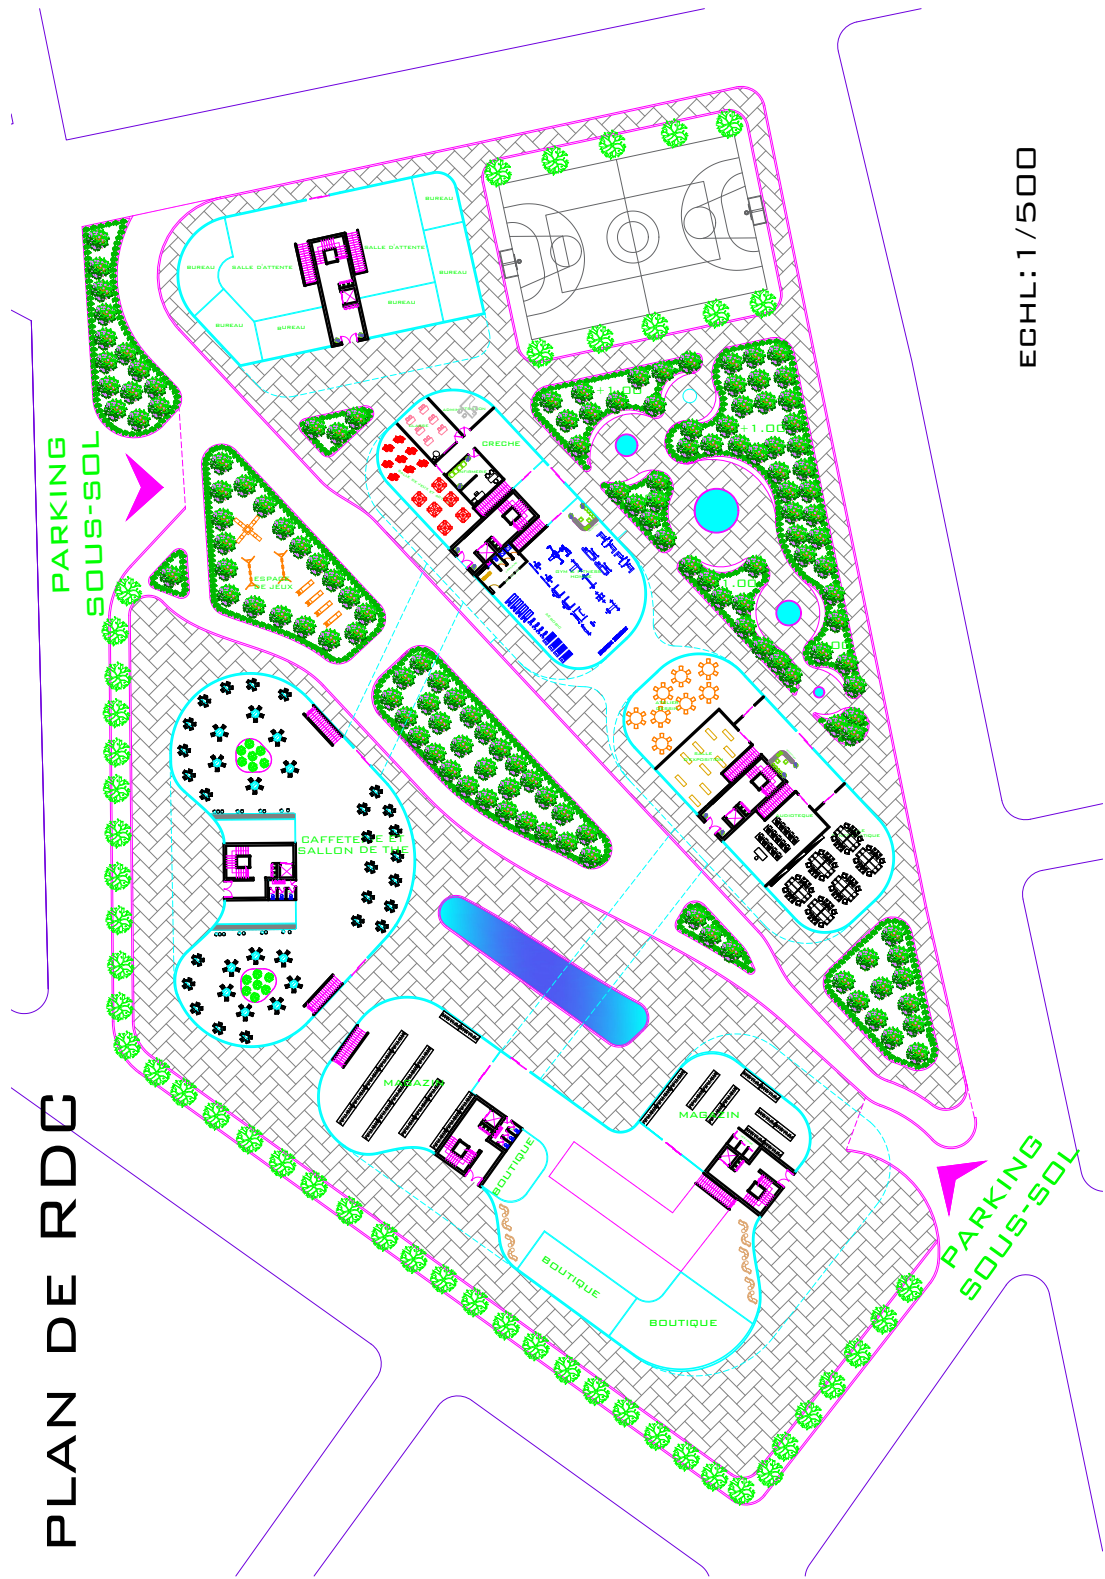 PLAN DE RDC
ECHL: 1/500
PARKING
SOUS-SOL
BUREAU
BUREAU
BUREAU
BUREAU
BUREAU
BUREAU
SALLE D'ATTENTE
SALLE D'ATTENTE
CRECHE
+1.00
+1.00
1.00
ESPACE
DE JEUX
CAFFETERIE ET
SALLON DE THE
MAGAZIN
MAGAZIN
BOUTIQUE
BOUTIQUE
BOUTIQUE
PARKING
SOUS-SOL